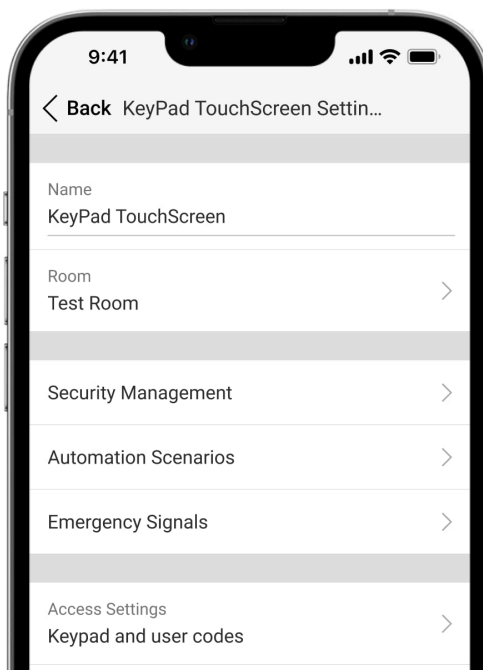 9:41
Back KeyPad TouchScreen Settin...
Name
KeyPad TouchScreen
Room
Test Room
Security Management
Automation Scenarios
Emergency Signals
Access Settings
Keypad and user codes